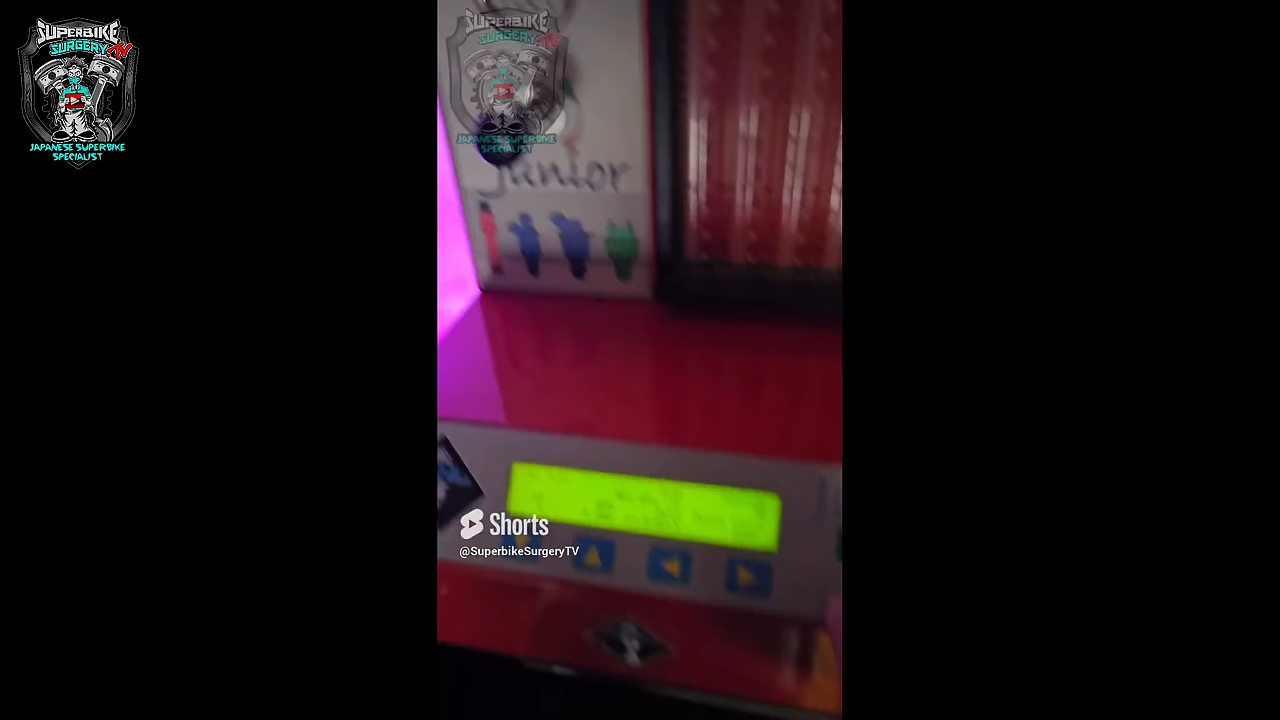 SUPERBIKE
SURGERY TV
JAPANESE SUPERBIKE
SPECIALIST
SUPERBIKE
SURGERY TV
JAPANESE SUPERBIKE
SPECIALIST
junior
Shorts
@SuperbikeSurgeryTV